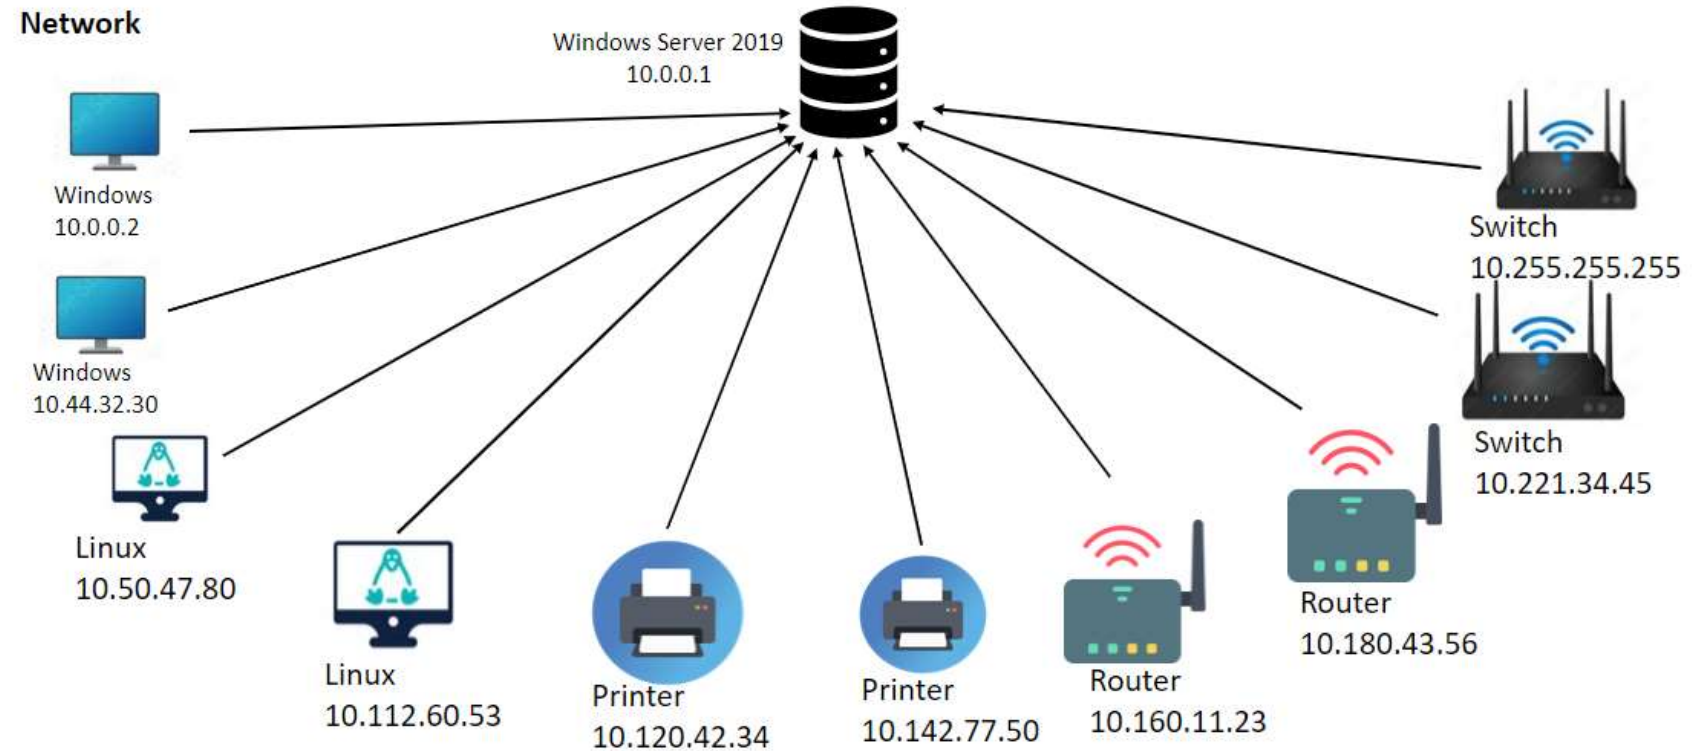 Network
Windows Server 2019
10.0.0.1
Windows
10.0.0.2
Windows
10.44.32.30
Linux
10.50.47.80
Linux
10.112.60.53
Printer
10.120.42.34
Printer
10.142.77.50
Router
10.160.11.23
Router
10.180.43.56
Switch
10.221.34.45
Switch
10.255.255.255